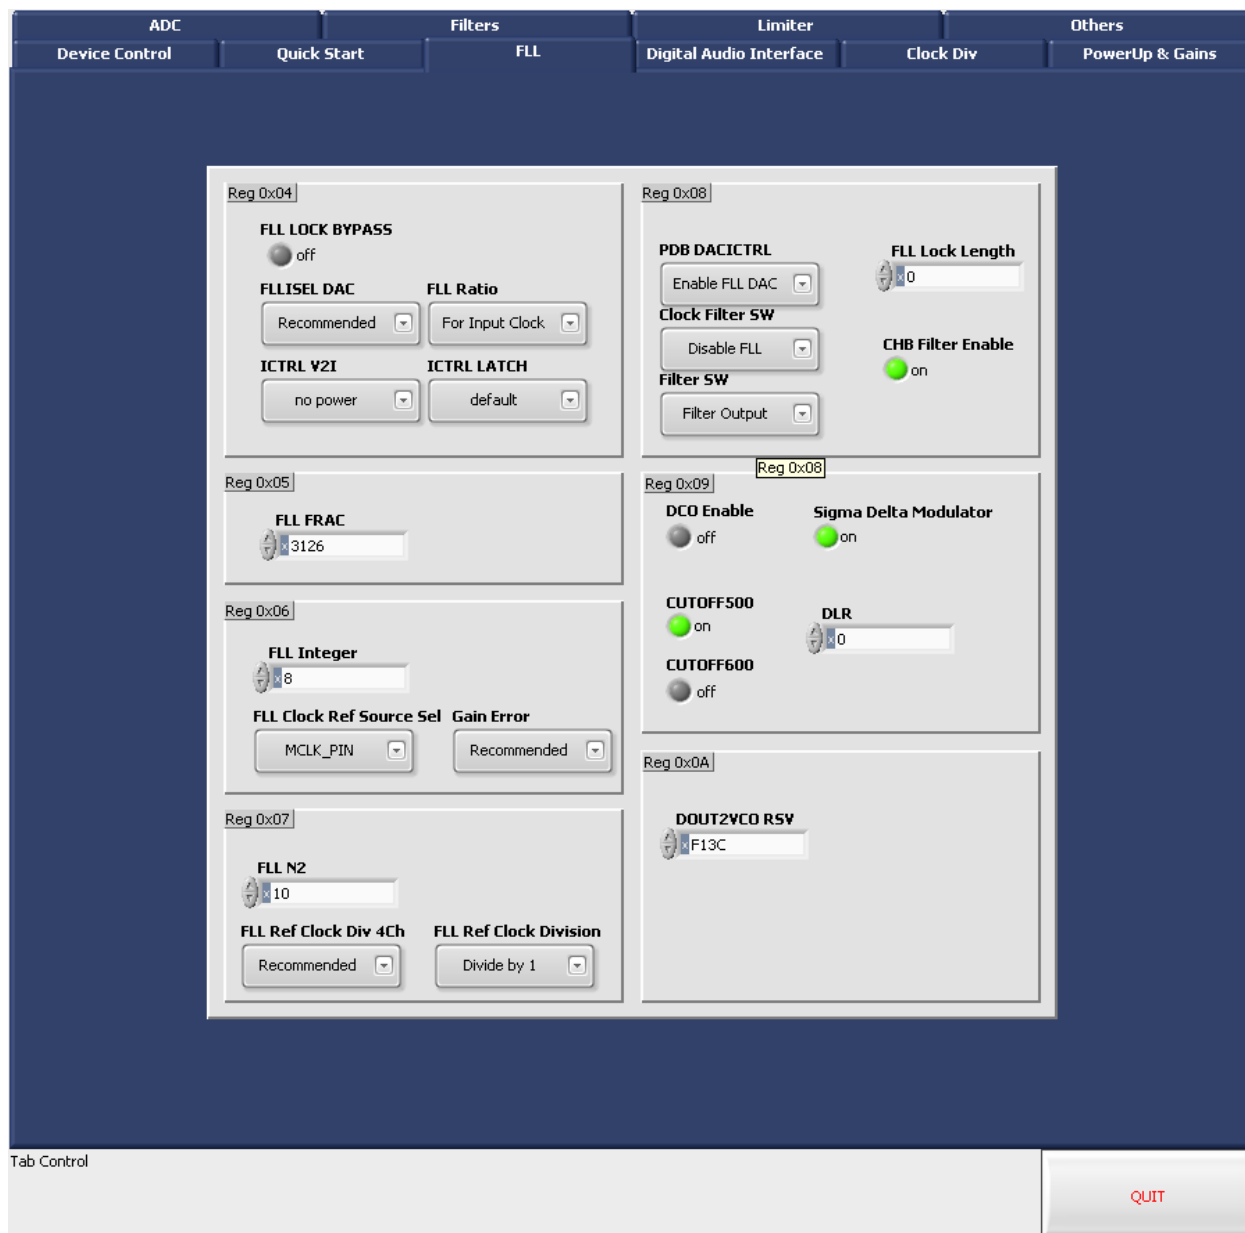 ADC Filters Limiter Others
Device Control Quick Start FLL Digital Audio Interface Clock Div PowerUp & Gains
Reg 0x04
FLL LOCK BYPASS
off
FLLISEL DAC FLL Ratio
Recommended For Input Clock
ICTRL V2I ICTRL LATCH
no power default
Reg 0x05
FLL FRAC
x 3126
Reg 0x06
FLL Integer
x 8
FLL Clock Ref Source Sel Gain Error
MCLK_PIN Recommended
Reg 0x07
FLL N2
x 10
FLL Ref Clock Div 4Ch FLL Ref Clock Division
Recommended Divide by 1
Reg 0x08
PDB DACICTRL FLL Lock Length
Enable FLL DAC x 0
Clock Filter SW
Disable FLL CHB Filter Enable
on
Filter SW
Filter Output
Reg 0x08
Reg 0x09
DCO Enable Sigma Delta Modulator
off on
CUTOFF500 DLR
on x 0
CUTOFF600
off
Reg 0x0A
DOUT2VCO RSV
x F13C
Tab Control
QUIT